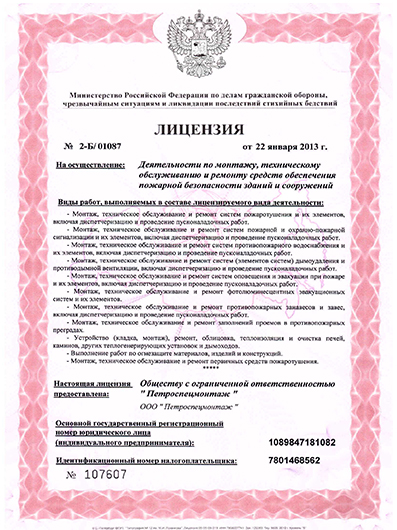 Министерство Российской Федерации по делам гражданской обороны,
чрезвычайным ситуациям и ликвидации последствий стихийных бедствий
ЛИЦЕНЗИЯ
№ 2-Б/01087 от 22 января 2013 г.
На осуществление: Деятельности по монтажу, техническому
обслуживанию и ремонту средств обеспечения
пожарной безопасности зданий и сооружений
Виды работ, выполняемых в составе лицензируемого вида деятельности:
- Монтаж, техническое обслуживание и ремонт систем пожаротушения и их элементов,
включая диспетчеризацию и проведение пусконаладочных работ.
- Монтаж, техническое обслуживание и ремонт систем пожарной и охранно-пожарной
сигнализации и их элементов, включая диспетчеризацию и проведение пусконаладочных работ.
- Монтаж, техническое обслуживание и ремонт систем противопожарного водоснабжения и
их элементов, включая диспетчеризацию и проведение пусконаладочных работ.
- Монтаж, техническое обслуживание и ремонт систем (элементов систем) дымоудаления и
противодымной вентиляции, включая диспетчеризацию и проведение пусконаладочных работ.
- Монтаж, техническое обслуживание и ремонт систем оповещения и эвакуации при пожаре
и их элементов, включая диспетчеризацию и проведение пусконаладочных работ.
- Монтаж, техническое обслуживание и ремонт фотолюминесцентных эвакуационных
систем и их элементов.
- Монтаж, техническое обслуживание и ремонт противопожарных занавесов и завес,
включая диспетчеризацию и проведение пусконаладочных работ.
- Монтаж, техническое обслуживание и ремонт заполнений проемов в противопожарных
преградах.
- Устройство (кладка, монтаж), ремонт, облицовка, теплоизоляция и очистка печей,
каминов, других теплогенерирующих установок и дымоходов.
- Выполнение работ по огнезащите материалов, изделий и конструкций.
- Монтаж, техническое обслуживание и ремонт первичных средств пожаротушения.
*****
Настоящая лицензия Обществу с ограниченной ответственностью
предоставлена: " Петроспецмонтаж "
ООО "Петроспецмонтаж "
Основной государственный регистрационный
номер юридического лица
(индивидуального предпринимателя): 1089847181082
Идентификационный номер налогоплательщика: 7801468562
№ 107607